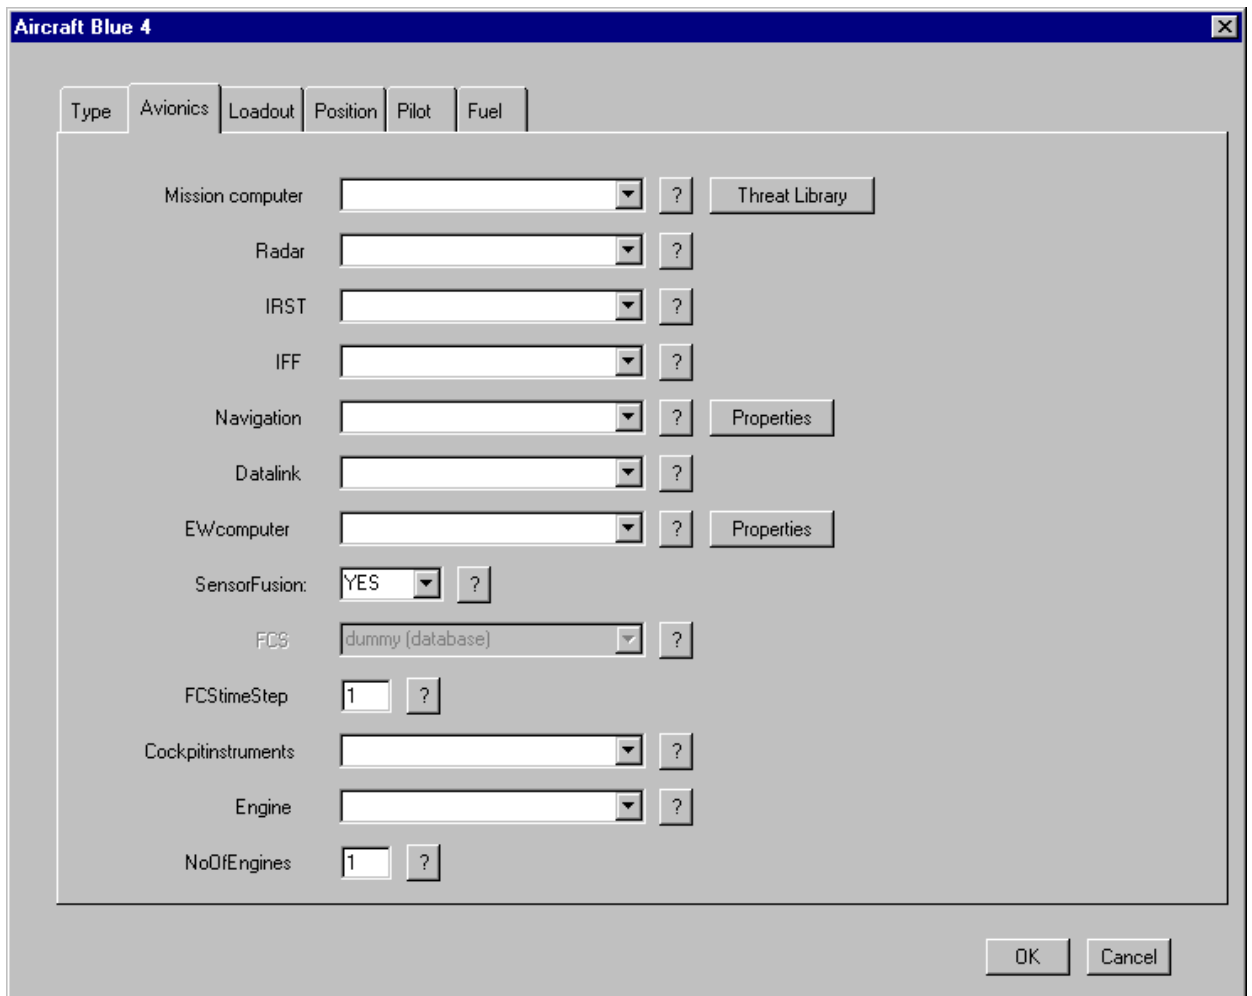 Aircraft Blue 4
Type Avionics Loadout Position Pilot Fuel
Mission computer ? Threat Library
Radar ?
IRST ?
IFF ?
Navigation ? Properties
Datalink ?
EWcomputer ? Properties
SensorFusion: YES ?
FCS dummy (database) ?
FCStimeStep 1 ?
Cockpitinstruments ?
Engine ?
NoOfEngines 1 ?
OK Cancel